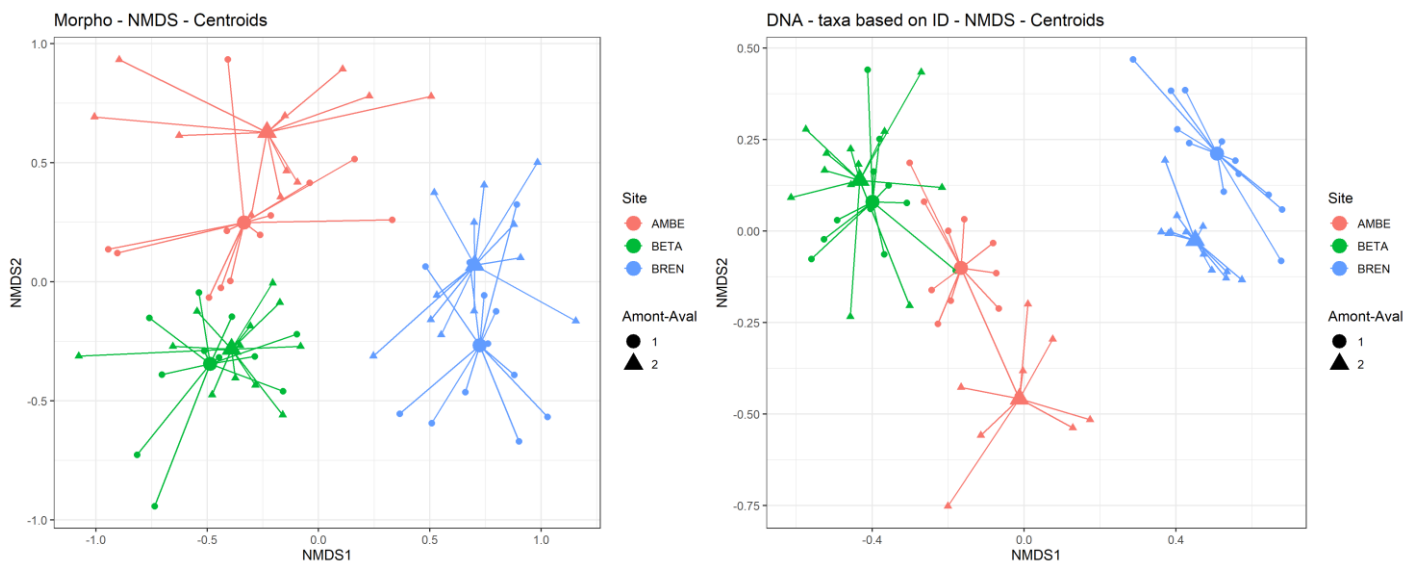 Morpho - NMDS - Centroids
1.0
0.5
0.0
-0.5
-1.0
NMDS2
-1.0
-0.5
0.0
0.5
1.0
NMDS1
Site
AMBE
BETA
BREN
Amont-Aval
1
2
DNA - taxa based on ID - NMDS - Centroids
0.50
0.25
0.00
-0.25
-0.50
-0.75
NMDS2
-0.4
0.0
0.4
NMDS1
Site
AMBE
BETA
BREN
Amont-Aval
1
2